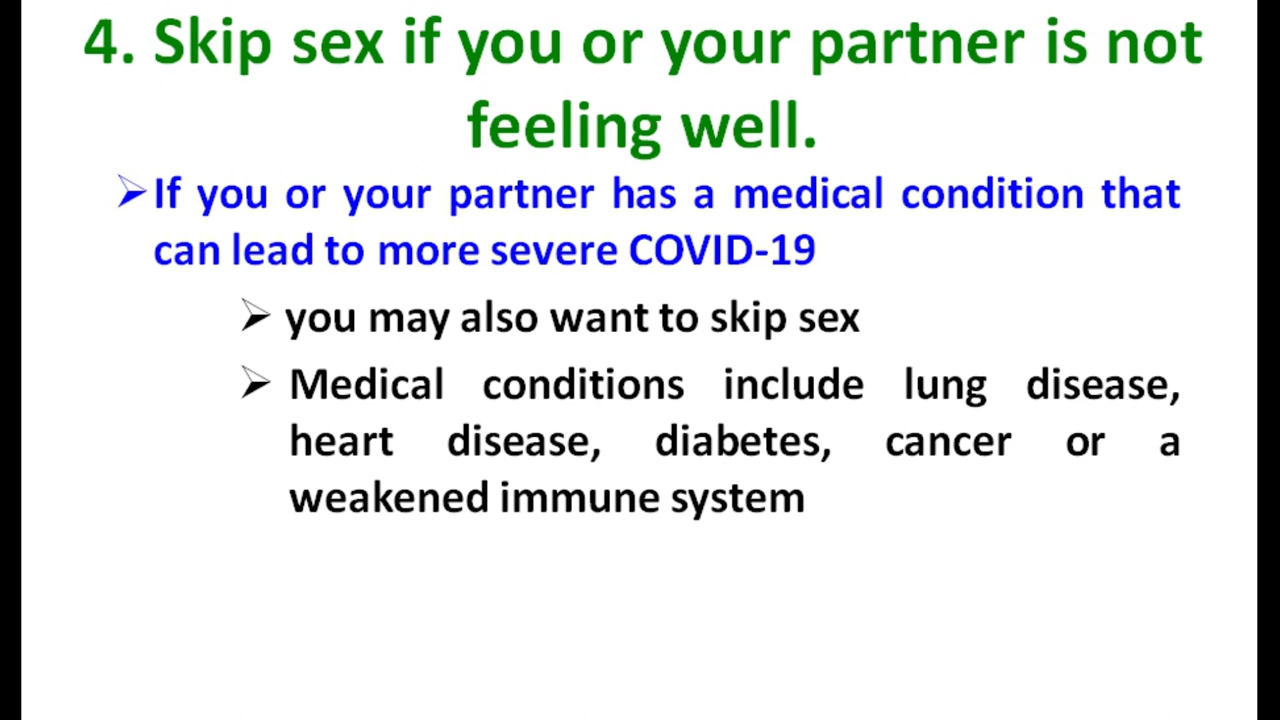 4. Skip sex if you or your partner is not
feeling well.
➢If you or your partner has a medical condition that
can lead to more severe COVID-19
➢ you may also want to skip sex
➢ Medical conditions include lung disease,
heart disease, diabetes, cancer or a
weakened immune system